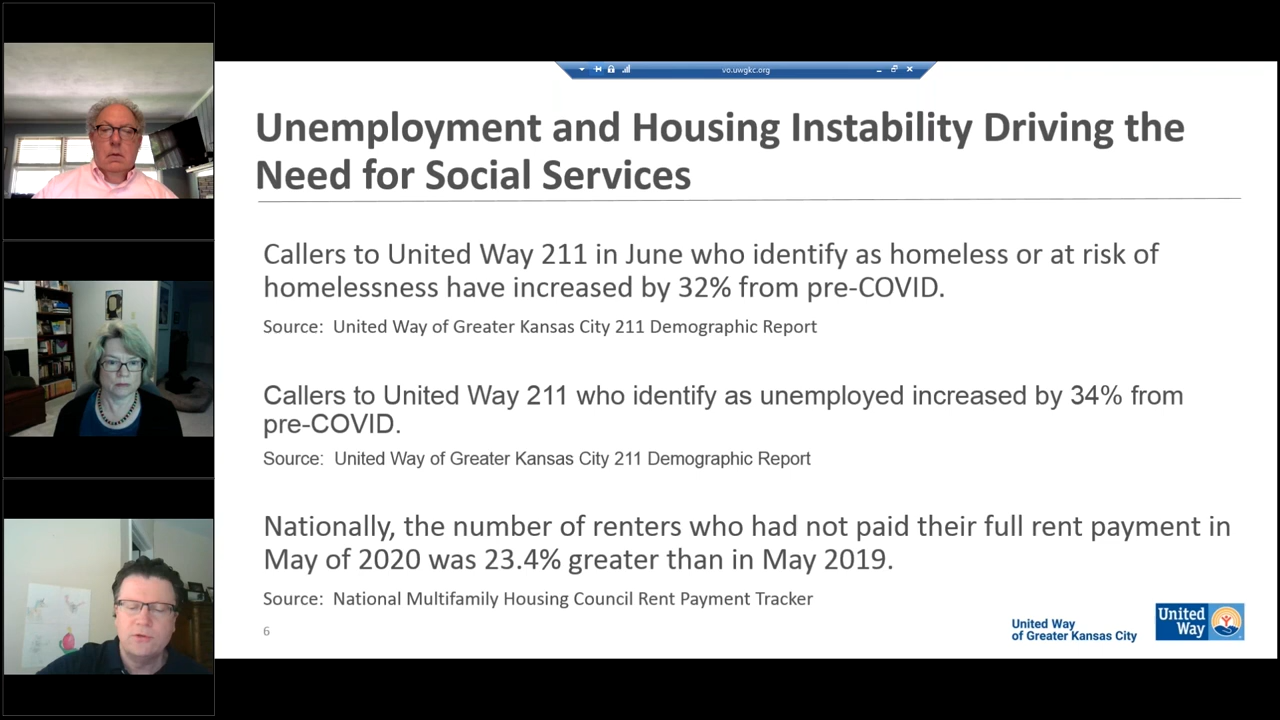 vo.uwgkc.org
Unemployment and Housing Instability Driving the
Need for Social Services
Callers to United Way 211 in June who identify as homeless or at risk of
homelessness have increased by 32% from pre-COVID.
Source:  United Way of Greater Kansas City 211 Demographic Report
Callers to United Way 211 who identify as unemployed increased by 34% from
pre-COVID.
Source:  United Way of Greater Kansas City 211 Demographic Report
Nationally, the number of renters who had not paid their full rent payment in
May of 2020 was 23.4% greater than in May 2019.
Source:  National Multifamily Housing Council Rent Payment Tracker
6
United Way
of Greater Kansas City
United
Way